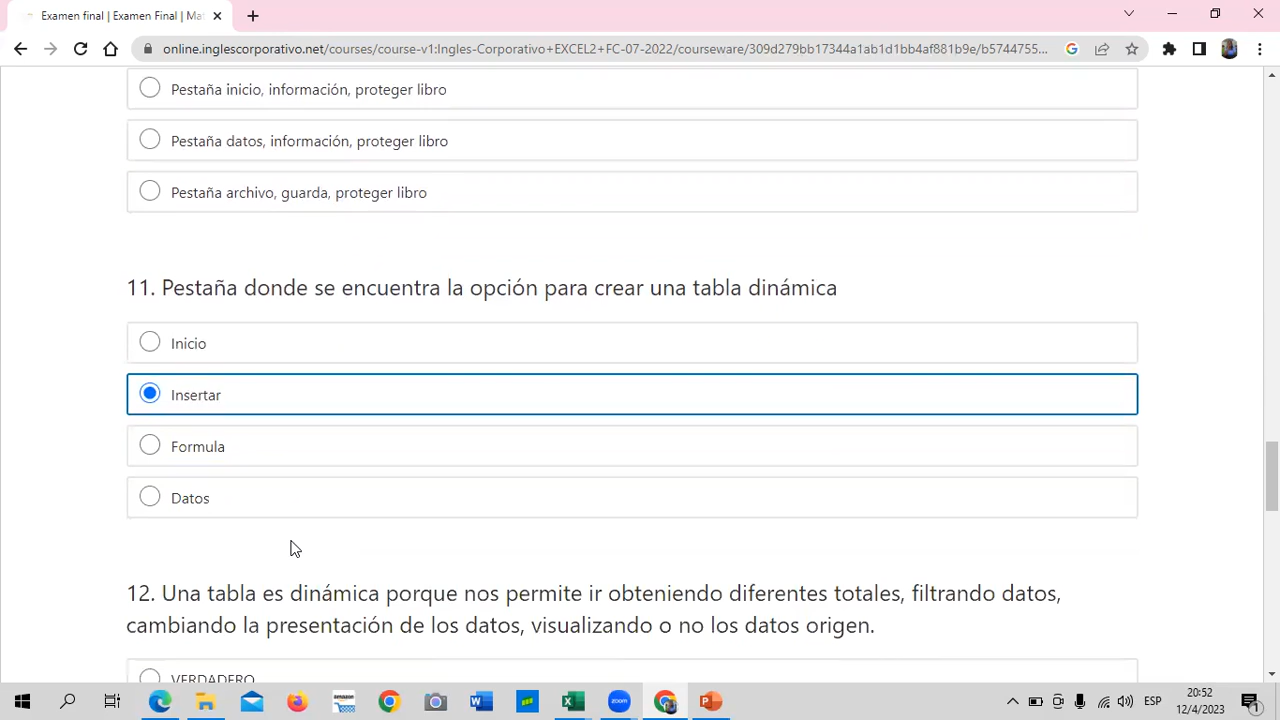 Examen final | Examen Final | Ma
online.inglescorporativo.net/courses/course-v1:Ingles-Corporativo+EXCEL2+FC-07-2022/courseware/309d279bb17344a1ab1d1bb4af881b9e/b5744755...
Pestaña inicio, información, proteger libro
Pestaña datos, información, proteger libro
Pestaña archivo, guarda, proteger libro
11. Pestaña donde se encuentra la opción para crear una tabla dinámica
Inicio
Insertar
Formula
Datos
12. Una tabla es dinámica porque nos permite ir obteniendo diferentes totales, filtrando datos,
cambiando la presentación de los datos, visualizando o no los datos origen.
VERDADERO
amazon
ESP
20:52
12/4/2023
1